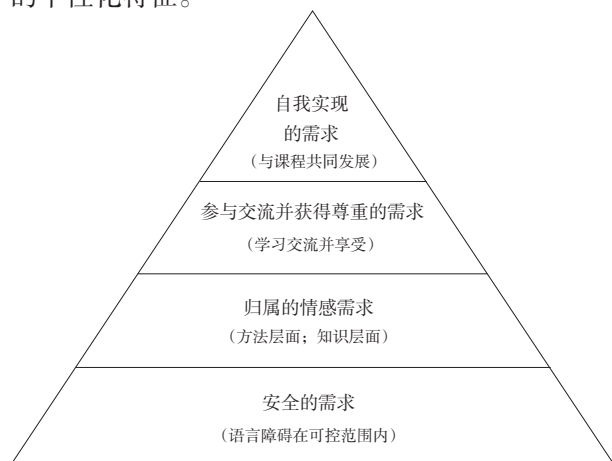 的个性化特征。
自我实现
的需求
（与课程共同发展）
参与交流并获得尊重的需求
（学习交流并享受）
归属的情感需求
（方法层面；知识层面）
安全的需求
（语言障碍在可控范围内）